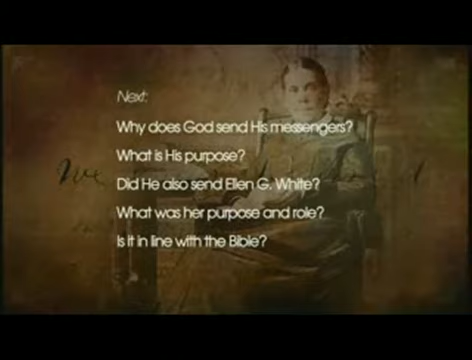 Next:
Why does God send His messengers?
What is His purpose?
Did He also send Ellen G. White?
What was her purpose and role?
Is it in line with the Bible?
We